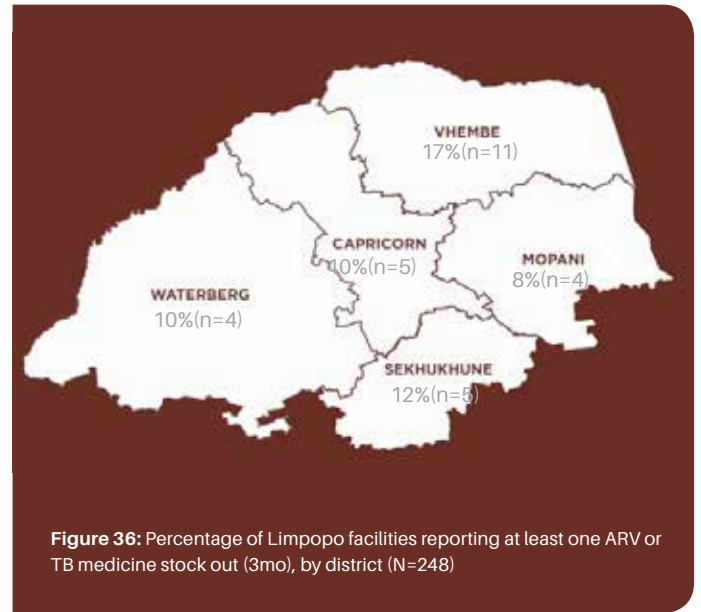 VHEMBE
17%(n=11)
CAPRICORN
10%(n=5)
MOPANI
8%(n=4)
WATERBERG
10%(n=4)
SEKHUKHUNE
12%(n=5)
Figure 36: Percentage of Limpopo facilities reporting at least one ARV or
TB medicine stock out (3mo), by district (N=248)